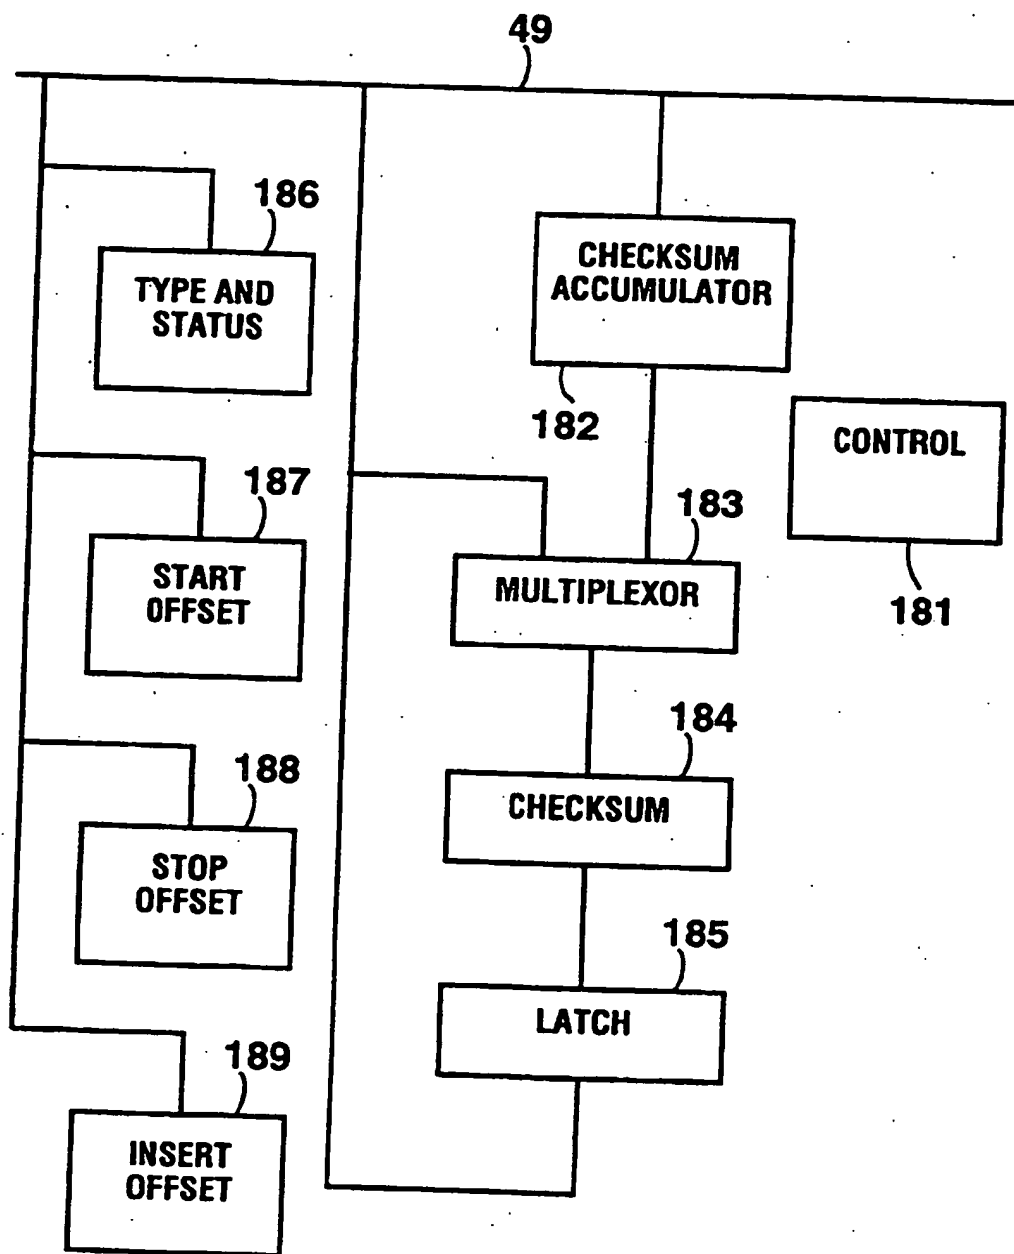 49
186
TYPE AND
STATUS
CHECKSUM
ACCUMULATOR
182
CONTROL
181
187
START
OFFSET
183
MULTIPLEXOR
184
CHECKSUM
188
STOP
OFFSET
185
LATCH
189
INSERT
OFFSET